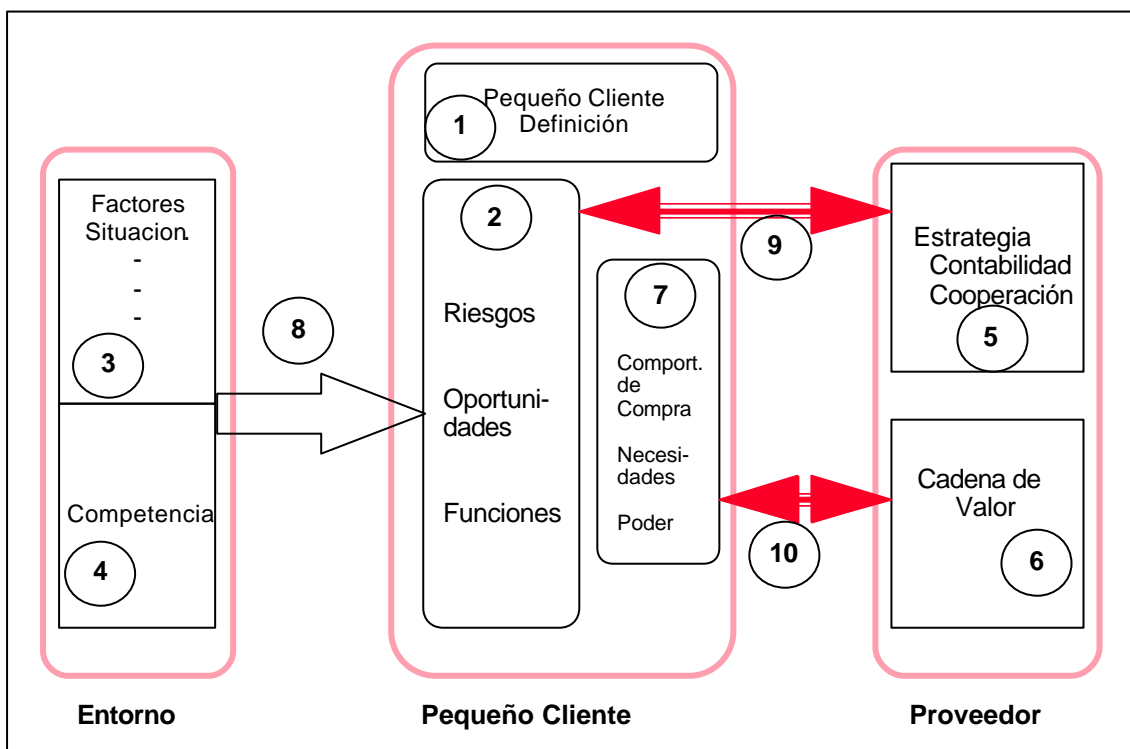 Pequeño Cliente
Definición
1
Factores
Situacion.
-
-
-
3
Competencia
4
8
2
Riesgos
Oportuni-
dades
Funciones
7
Comport.
de
Compra
Necesi-
dades
Poder
9
10
Estrategia
Contabilidad
Cooperación
5
Cadena de
Valor
6
Entorno
Pequeño Cliente
Proveedor